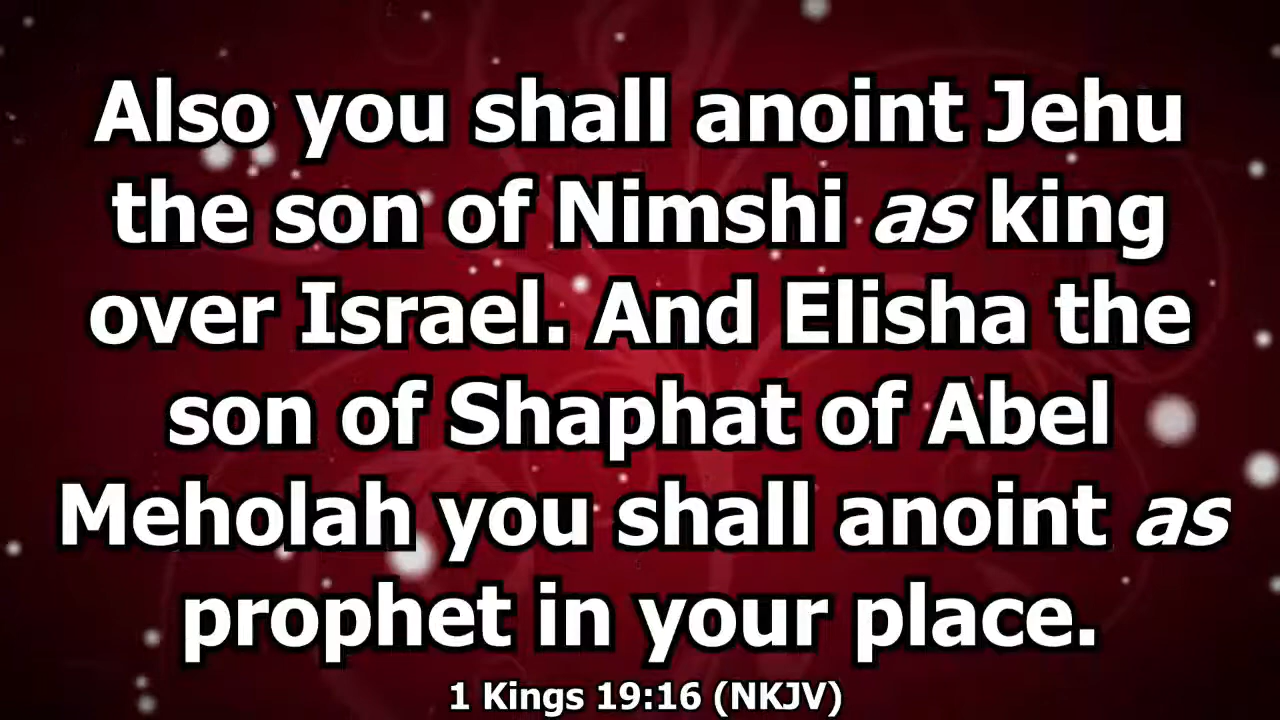 Also you shall anoint Jehu
the son of Nimshi as king
over Israel. And Elisha the
son of Shaphat of Abel
Meholah you shall anoint as
prophet in your place.
1 Kings 19:16 (NKJV)